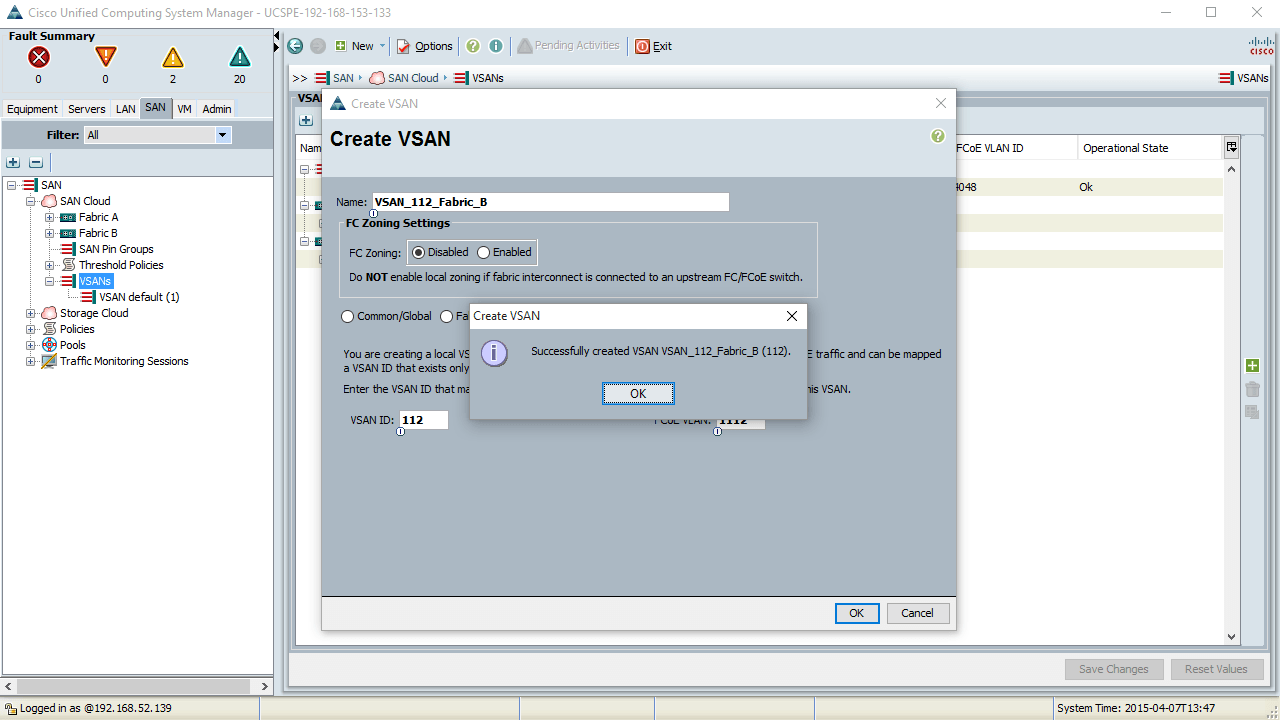 Cisco Unified Computing System Manager - UCSPE-192-168-153-133
Fault Summary
0 0 2 20
Equipment Servers LAN SAN VM Admin
Filter: All
SAN
SAN Cloud
Fabric A
Fabric B
SAN Pin Groups
Threshold Policies
VSANs
VSAN default (1)
Storage Cloud
Policies
Pools
Traffic Monitoring Sessions
New Options Pending Activities Exit
CISCO
>> SAN SAN Cloud VSANs VSANs
VSA
Nam FCoE VLAN ID Operational State
4048 Ok
Create VSAN
Create VSAN
Name: VSAN_112_Fabric_B
FC Zoning Settings
FC Zoning: Disabled Enabled
Do NOT enable local zoning if fabric interconnect is connected to an upstream FC/FCoE switch.
Common/Global Fa
You are creating a local VS E traffic and can be mapped
a VSAN ID that exists only
Enter the VSAN ID that ma his VSAN.
VSAN ID: 112 FCoE VLAN: 1112
Create VSAN
Successfully created VSAN VSAN_112_Fabric_B (112).
OK
OK Cancel
Save Changes Reset Values
Logged in as @192.168.52.139 System Time: 2015-04-07T13:47